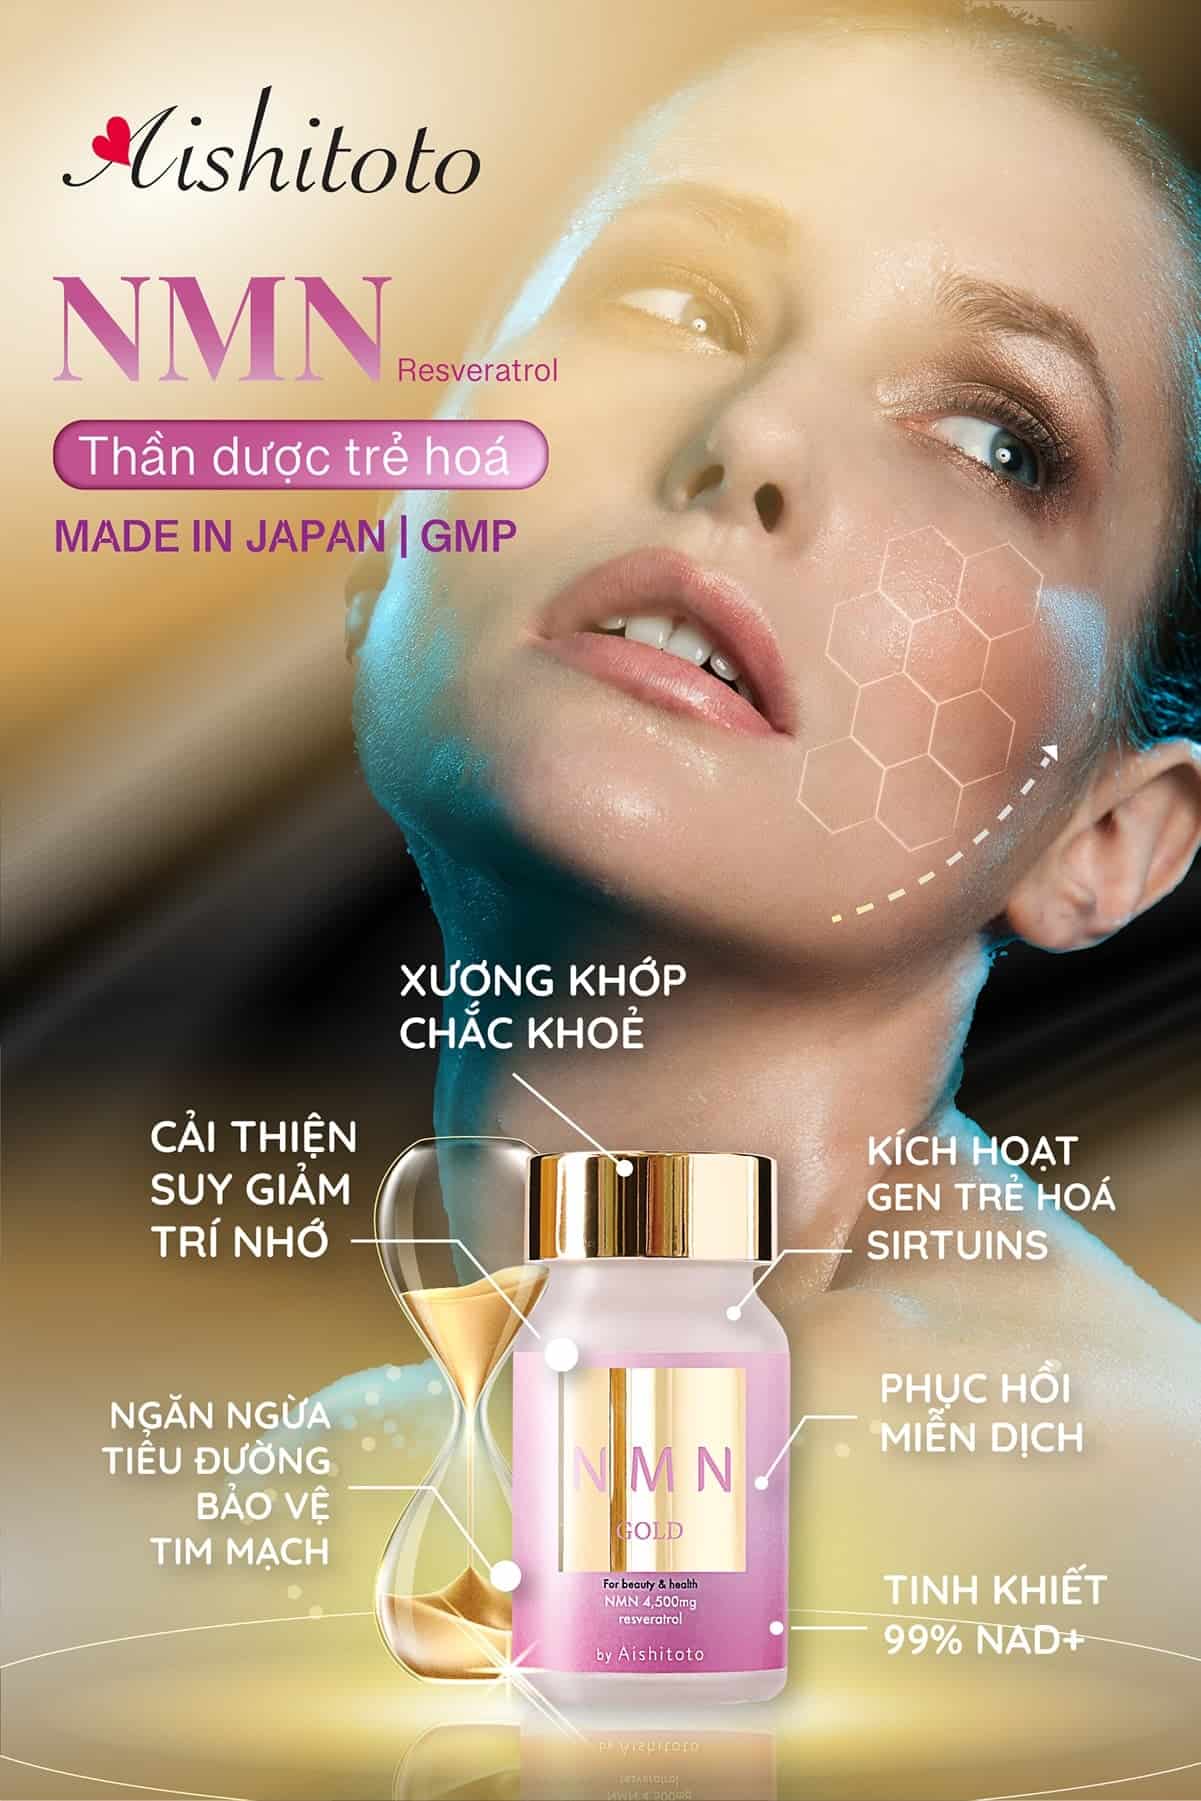 Aishitoto
NMN Resveratrol
Thần dược trẻ hoá
MADE IN JAPAN | GMP
XƯƠNG KHỚP
CHẮC KHOẺ
CẢI THIỆN
SUY GIẢM
TRÍ NHỚ
KÍCH HOẠT
GEN TRẺ HOÁ
SIRTUINS
NGĂN NGỪA
TIỂU ĐƯỜNG
BẢO VỆ
TIM MẠCH
PHỤC HỒI
MIỄN DỊCH
TINH KHIẾT
99% NAD+
NMN
GOLD
For beauty & health
NMN 4,500mg
resveratrol
by Aishitoto